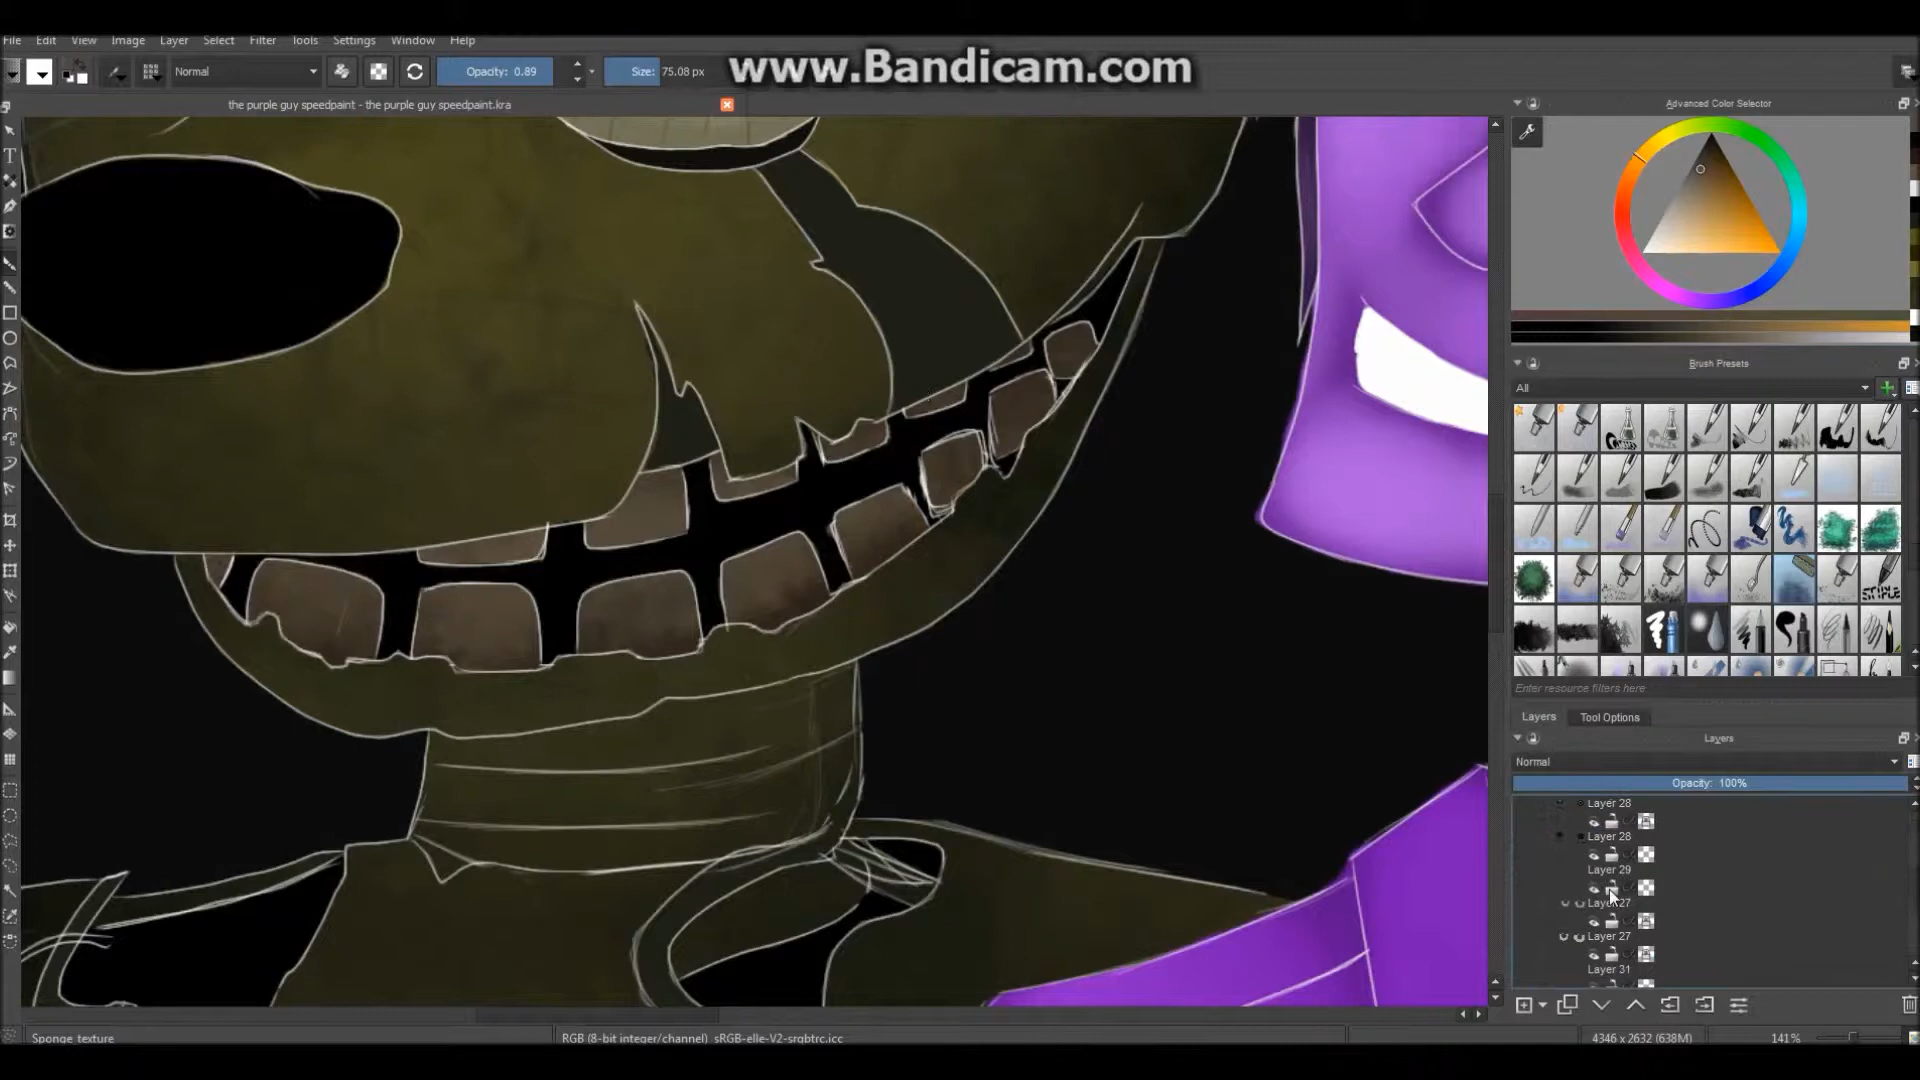 File Edit View Image Layer Select Filter Tools Settings Window Help
www.Bandicam.com
Normal Opacity: 0.89 Size: 75.08 px
the purple guy speedpaint - the purple guy speedpaint.kra
Advanced Color Selector
Brush Presets
All
STIPLE
Enter resource filters here
Layers Tool Options
Layers
Normal
Opacity: 100%
Layer 28
Layer 28
Layer 29
Layer 27
Layer 27
Layer 31
Sponge_texture RGB (8-bit integer/channel) sRGB-elle-V2-srgbtrc.icc 4346 x 2632 (638M) 141%